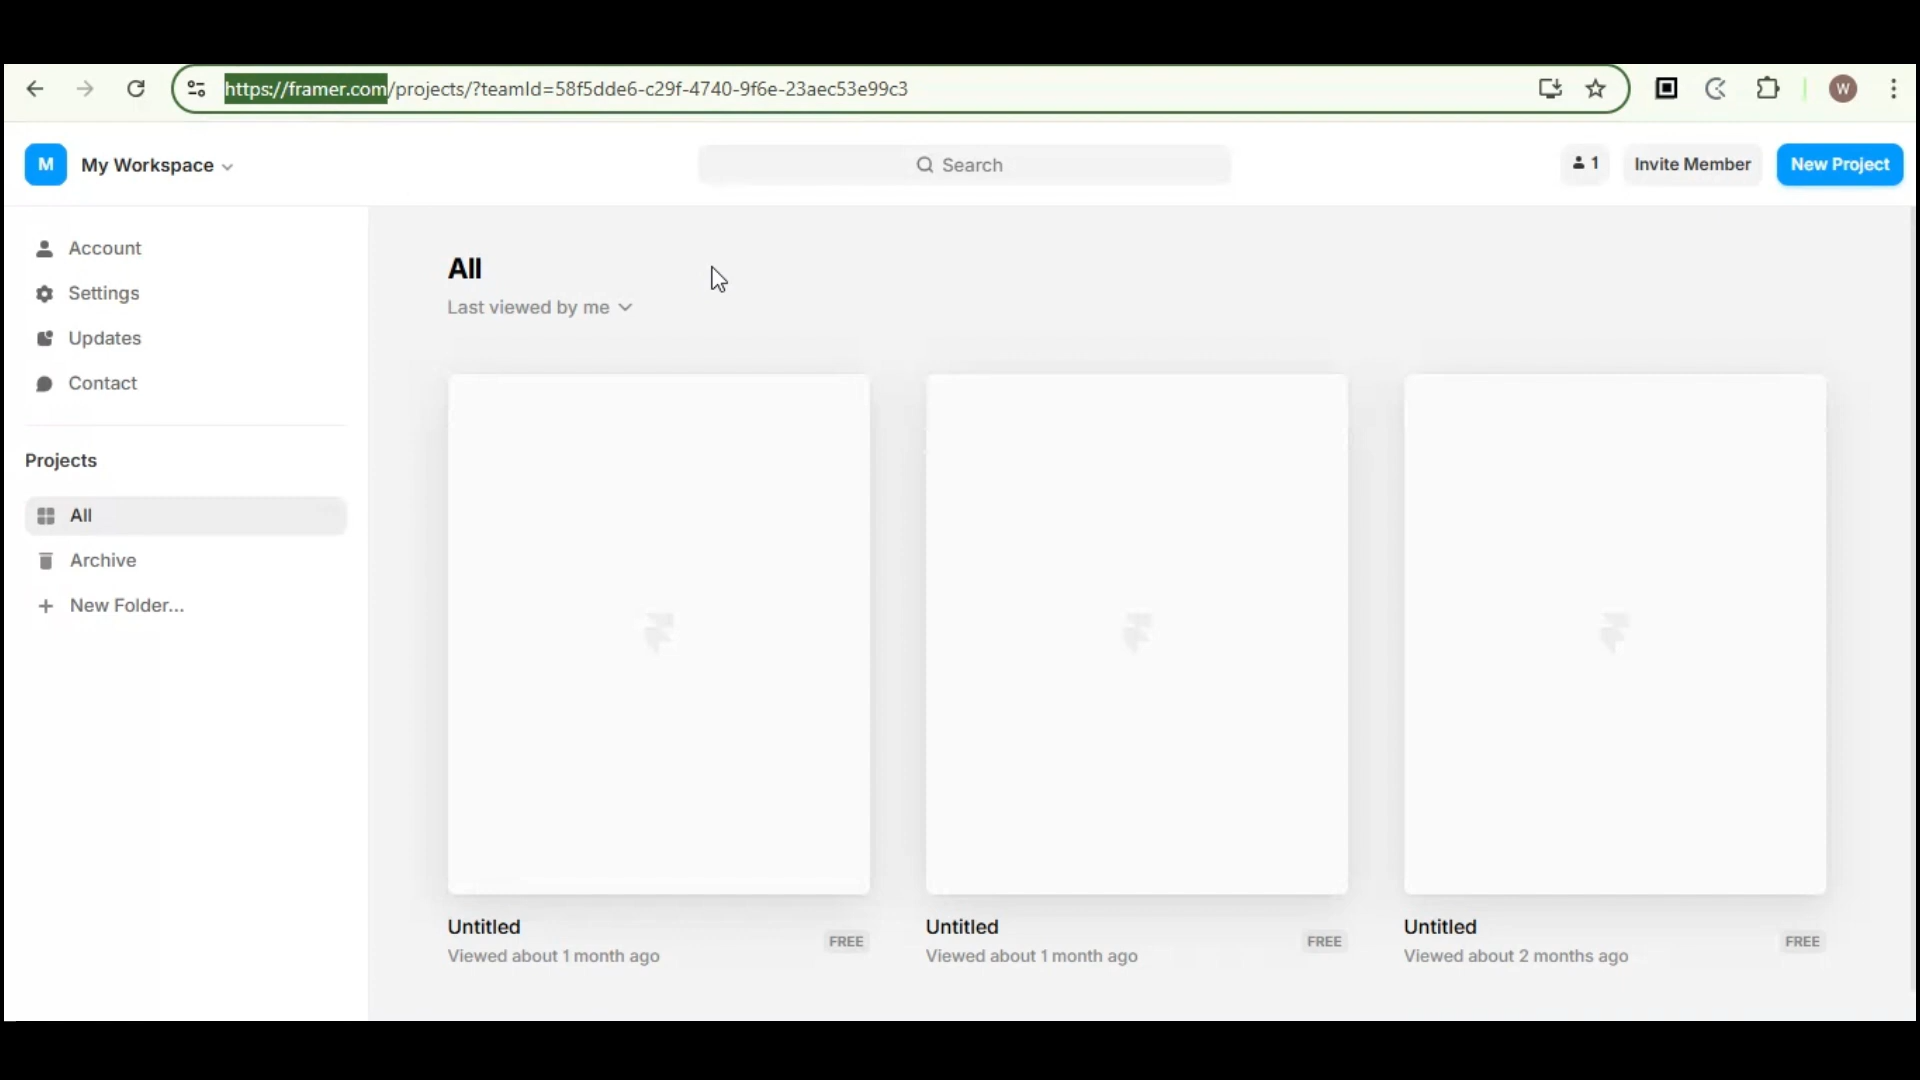 https://framer.com/projects/?teamId=58f5dde6-c29f-4740-9f6e-23aec53e99c3
W
M My Workspace
Search
1
Invite Member
New Project
Account
Settings
Updates
Contact
Projects
All
Archive
New Folder...
All
Last viewed by me
Untitled
Viewed about 1 month ago
FREE
Untitled
Viewed about 1 month ago
FREE
Untitled
Viewed about 2 months ago
FREE